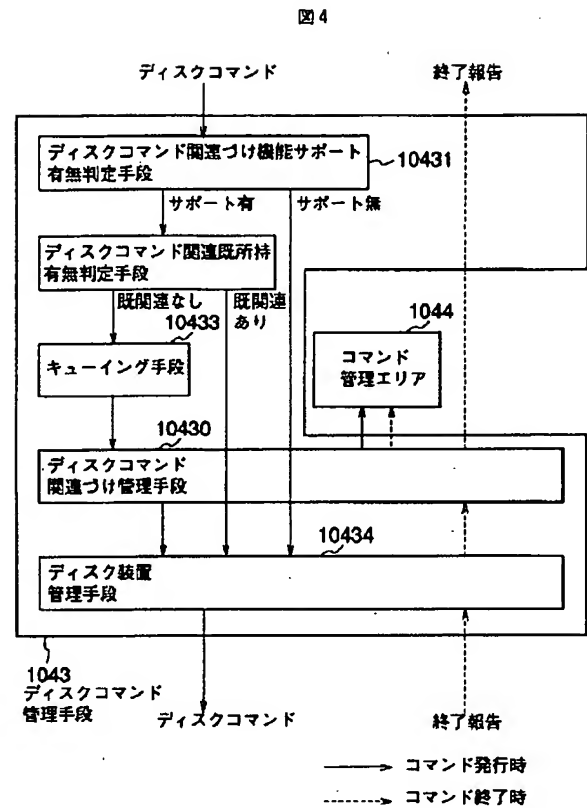 図4
ディスクコマンド
終了報告
ディスクコマンド関連づけ機能サポート
有無判定手段
10431
サポート有
サポート無
ディスクコマンド関連既所持
有無判定手段
既関連なし
既関連
あり
10433
1044
キューイング手段
コマンド
管理エリア
10430
ディスクコマンド
関連づけ管理手段
10434
ディスク装置
管理手段
1043
ディスクコマンド
管理手段
ディスクコマンド
終了報告
コマンド発行時
コマンド終了時